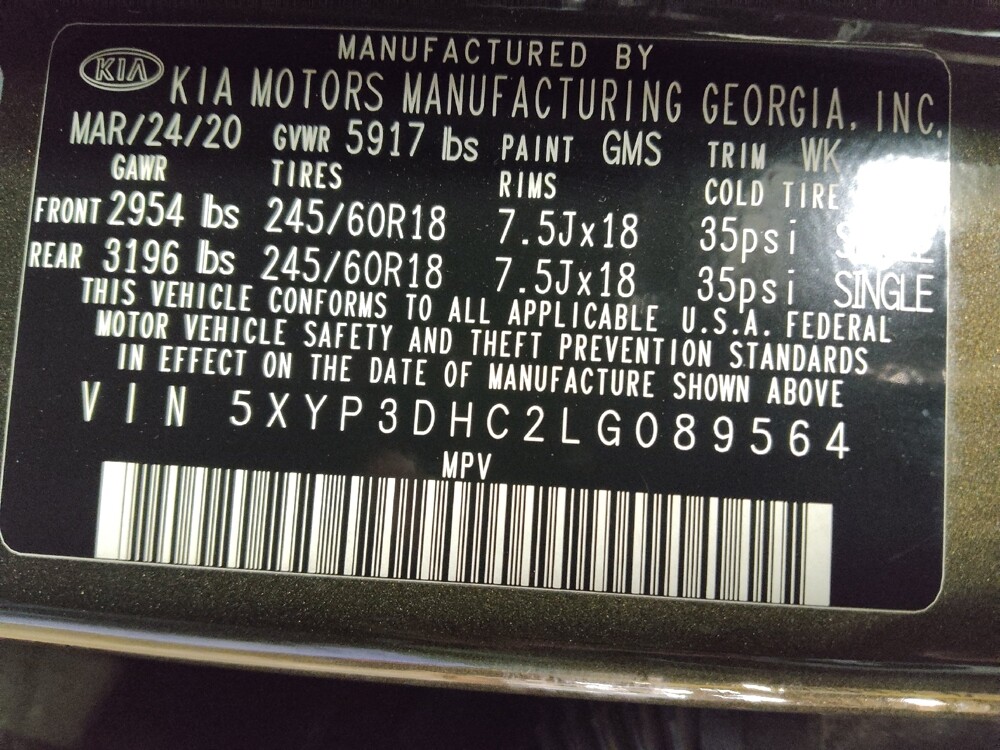 MANUFACTURED BY
KIA KIA MOTORS MANUFACTURING GEORGIA, INC.
MAR/24/20 GVWR 5917 lbs PAINT GMS TRIM WK
GAWR TIRES RIMS COLD TIRE
FRONT 2954 lbs 245/60R18 7.5Jx18 35psi
REAR 3196 lbs 245/60R18 7.5Jx18 35psi SINGLE
THIS VEHICLE CONFORMS TO ALL APPLICABLE U.S.A. FEDERAL
MOTOR VEHICLE SAFETY AND THEFT PREVENTION STANDARDS
IN EFFECT ON THE DATE OF MANUFACTURE SHOWN ABOVE
VIN 5XYP3DHC2LG089564
MPV